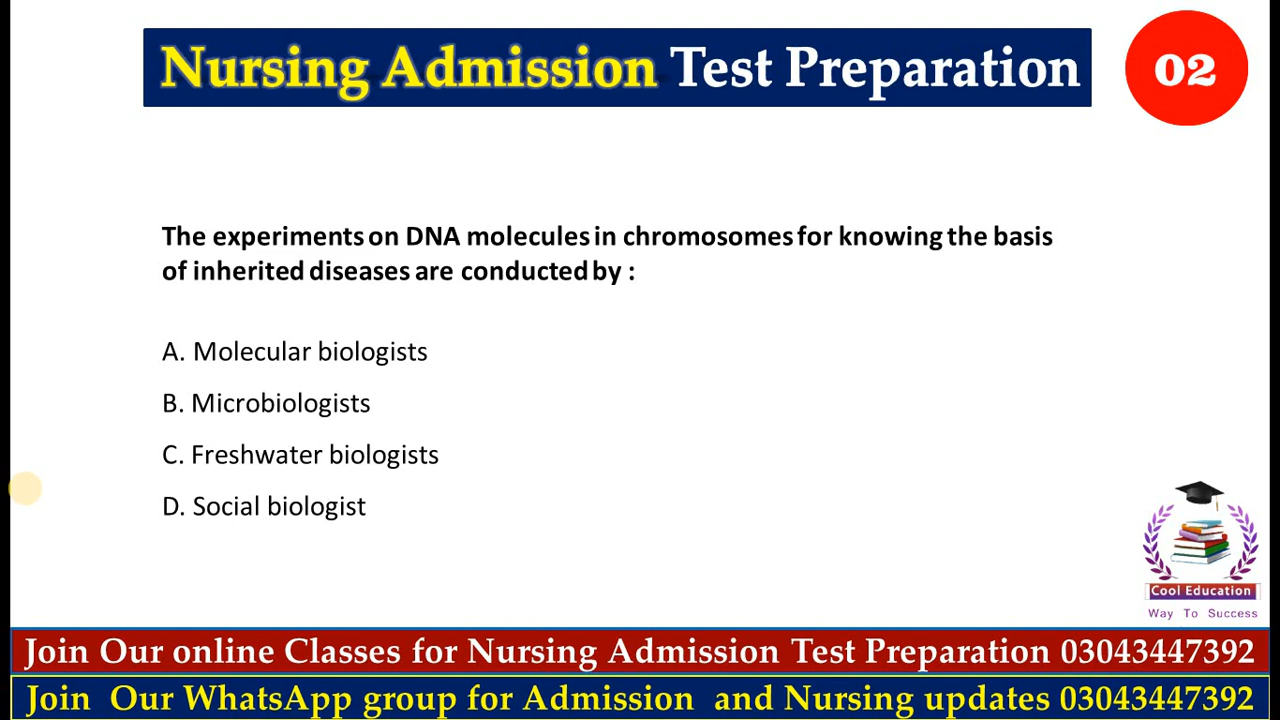 Nursing Admission Test Preparation
02
The experiments on DNA molecules in chromosomes for knowing the basis
of inherited diseases are conducted by :
A. Molecular biologists
B. Microbiologists
C. Freshwater biologists
D. Social biologist
Cool Education
Way To Success
Join Our online Classes for Nursing Admission Test Preparation 03043447392
Join Our WhatsApp group for Admission and Nursing updates 03043447392